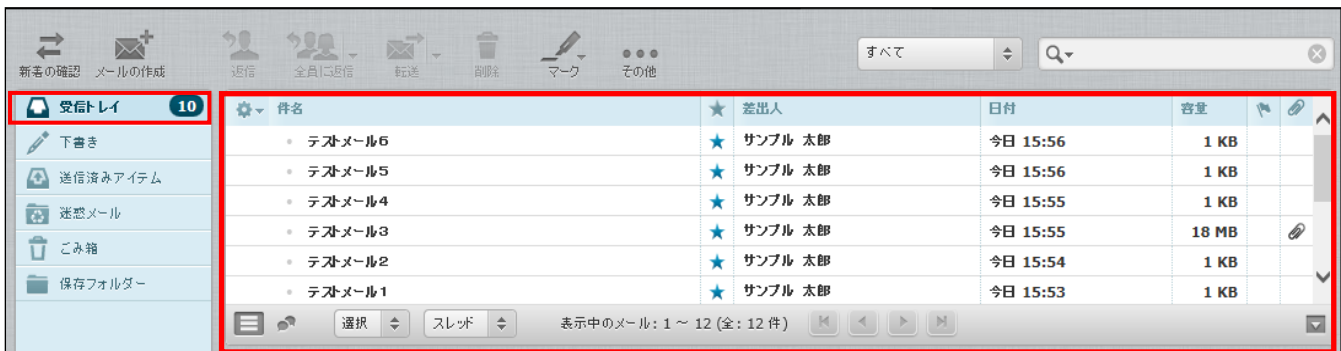 新着の確認 メールの作成 返信 全員に返信 転送 削除 マーク その他 すべて
受信トレイ 10
下書き
送信済みアイテム
迷惑メール
ごみ箱
保存フォルダー
件名 差出人 日付 容量
テストメール6 サンプル 太郎 今日 15:56 1 KB
テストメール5 サンプル 太郎 今日 15:56 1 KB
テストメール4 サンプル 太郎 今日 15:55 1 KB
テストメール3 サンプル 太郎 今日 15:55 18 MB
テストメール2 サンプル 太郎 今日 15:54 1 KB
テストメール1 サンプル 太郎 今日 15:53 1 KB
選択 スレッド 表示中のメール: 1 ~ 12 (全: 12 件)